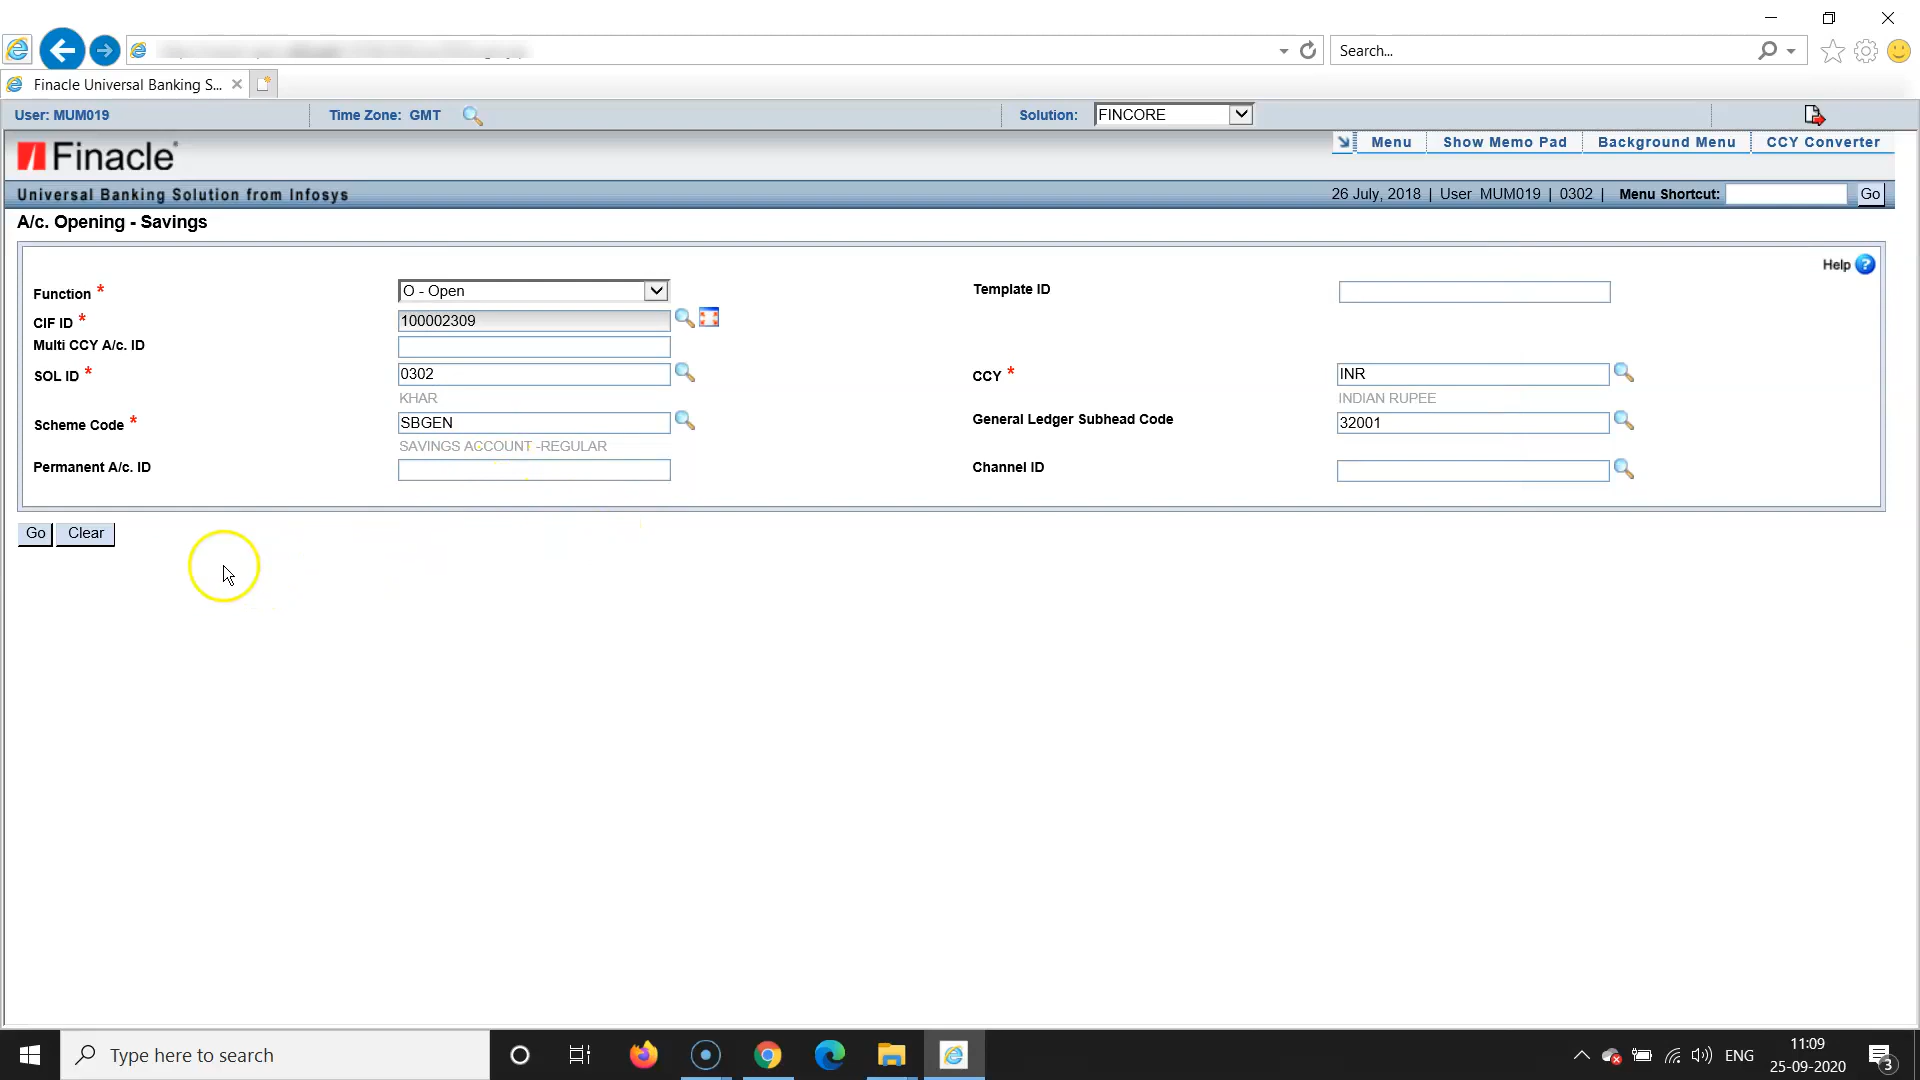 Search...
Finacle Universal Banking S...
User: MUM019
Time Zone: GMT
Solution: FINCORE
Finacle
Menu
Show Memo Pad
Background Menu
CCY Converter
Universal Banking Solution from Infosys
26 July, 2018 | User MUM019 | 0302 | Menu Shortcut: Go
A/c. Opening - Savings
Help ?
Function * O - Open
Template ID
CIF ID * 100002309
Multi CCY A/c. ID
SOL ID * 0302
CCY * INR
KHAR
INDIAN RUPEE
Scheme Code * SBGEN
General Ledger Subhead Code 32001
SAVINGS ACCOUNT -REGULAR
Permanent A/c. ID
Channel ID
Go Clear
Type here to search
ENG
11:09
25-09-2020
3